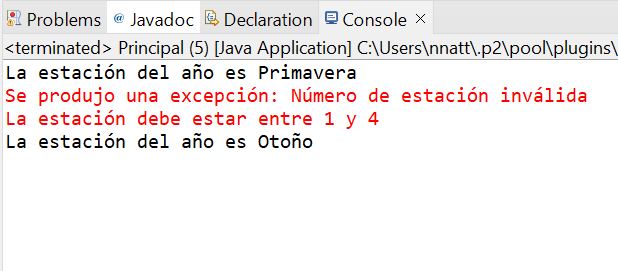 Problems @ Javadoc Declaration Console
<terminated> Principal (5) [Java Application] C:\Users\nnatt\.p2\pool\plugins\
La estación del año es Primavera
Se produjo una excepción: Número de estación inválida
La estación debe estar entre 1 y 4
La estación del año es Otoño